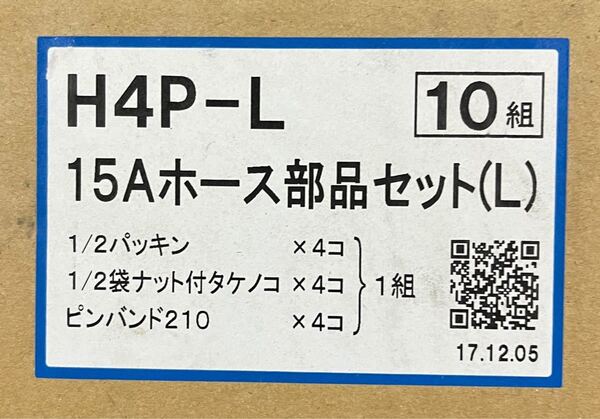 H4P-L 10組
15Aホース部品セット(L)
1/2パッキン ×4コ
1/2袋ナット付タケノコ ×4コ 1組
ピンバンド210 ×4コ
17.12.05